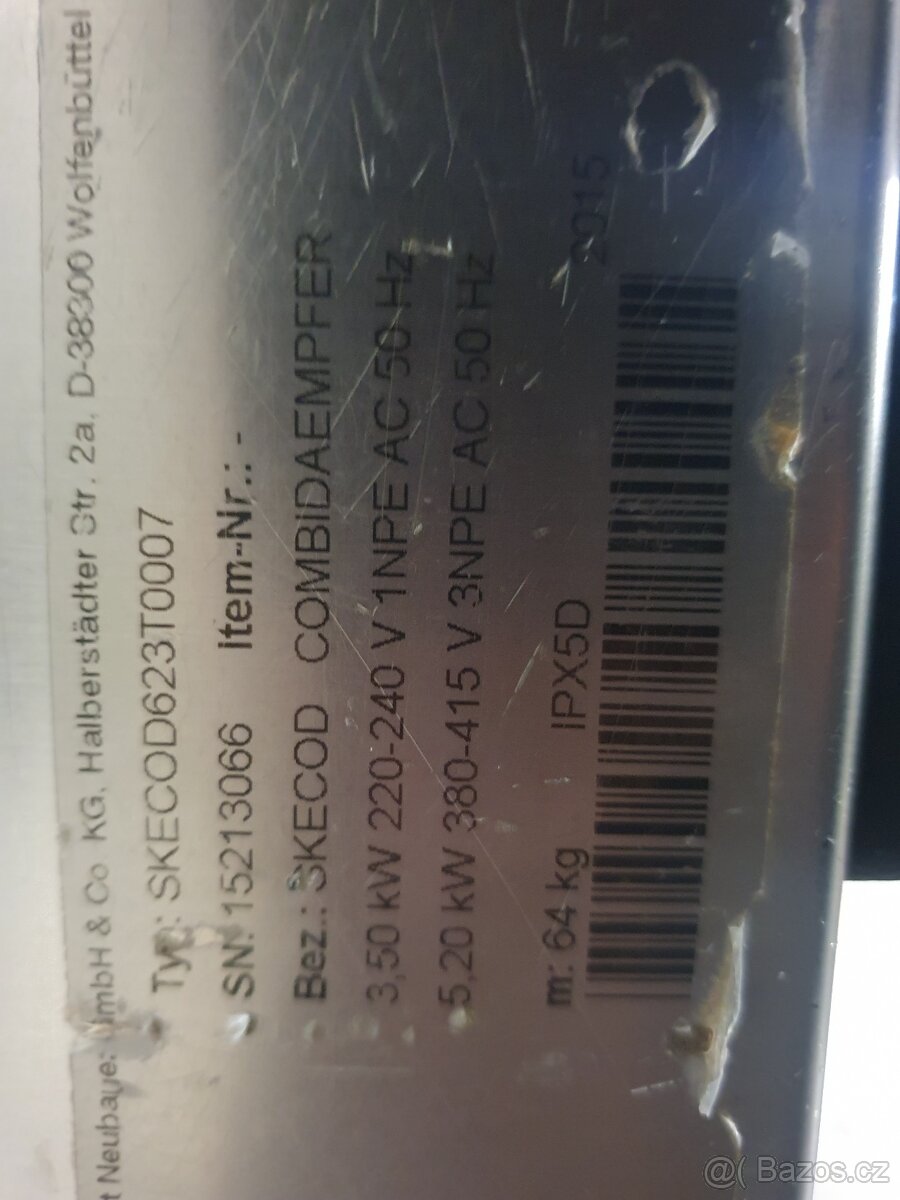 t Neubauer GmbH & Co. KG, Halberstädter Str. 2a, D-38300 Wolfenbüttel
Typ: SKECOD623T0007
SN: 15213066 Item-Nr.: -
Bez.: SKECOD COMBIDAEMPFER
3,50 kW 220-240 V 1NPE AC 50 Hz
5,20 kW 380-415 V 3NPE AC 50 Hz
m: 64 kg IPX5D 2015
@( Bazos.cz